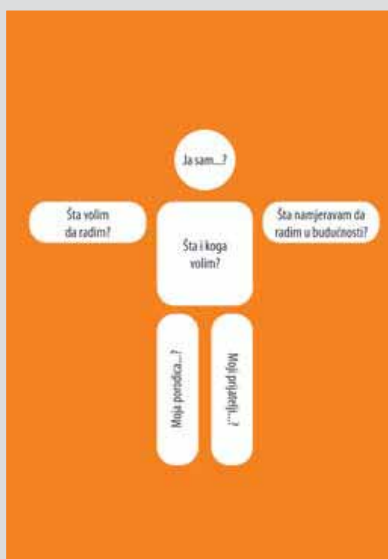 Ja sam...?
Šta volim
da radim?
Šta i koga
volim?
Šta namjeravam da
radim u budućnosti?
Moja porodica...?
Moji prijatelji...?